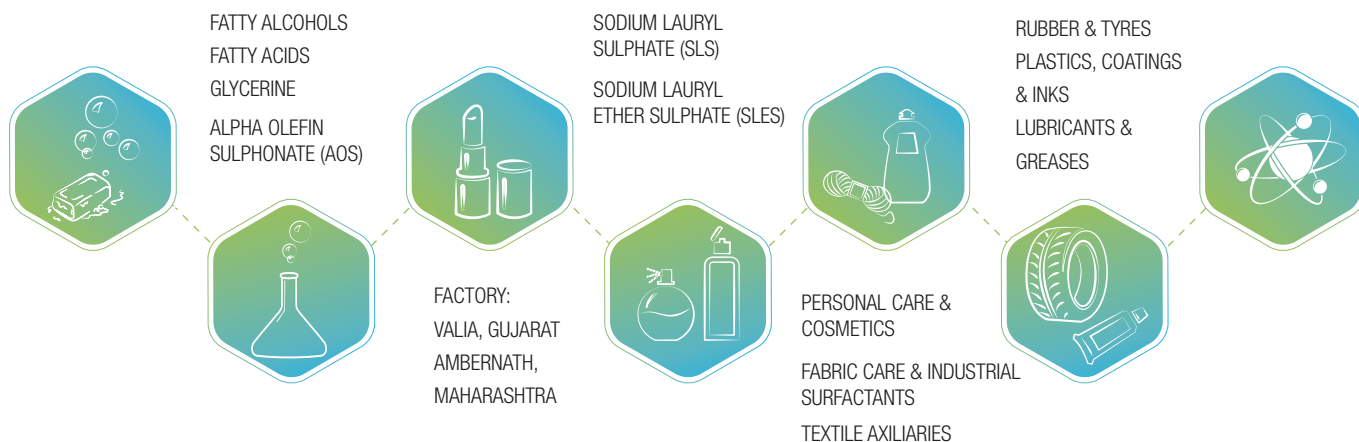 FATTY ALCOHOLS
FATTY ACIDS
GLYCERINE
ALPHA OLEFIN
SULPHONATE (AOS)
FACTORY:
VALIA, GUJARAT
AMBERNATH,
MAHARASHTRA
SODIUM LAURYL
SULPHATE (SLS)
SODIUM LAURYL
ETHER SULPHATE (SLES)
PERSONAL CARE &
COSMETICS
FABRIC CARE & INDUSTRIAL
SURFACTANTS
TEXTILE AXILIARIES
RUBBER & TYRES
PLASTICS, COATINGS
& INKS
LUBRICANTS &
GREASES